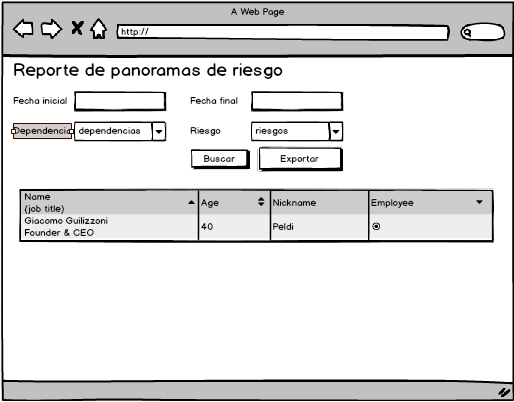 A Web Page
http://
Reporte de panoramas de riesgo
Fecha inicial
Fecha final
Dependencia
dependencias
Riesgo
riesgos
Buscar
Exportar
Name
(job title)
Age
Nickname
Employee
Giacomo Guilizzoni
Founder & CEO
40
Peldi